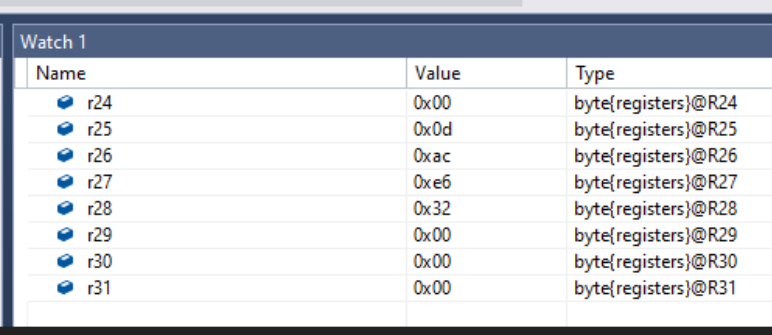 Watch 1
Name Value Type
r24 0x00 byte{registers}@R24
r25 0x0d byte{registers}@R25
r26 0xac byte{registers}@R26
r27 0xe6 byte{registers}@R27
r28 0x32 byte{registers}@R28
r29 0x00 byte{registers}@R29
r30 0x00 byte{registers}@R30
r31 0x00 byte{registers}@R31